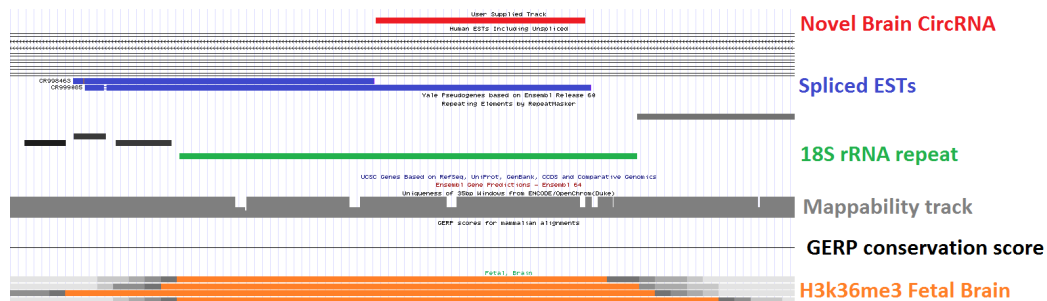 User Supplied Track
Novel Brain CircRNA
Human ESTs Including Unspliced
CR998463
CR999865
Spliced ESTs
Yale Pseudogenes based on Ensembl Release 60
Repeating Elements by RepeatMasker
18S rRNA repeat
UCSC Genes Based on RefSeq, UniProt, GenBank, CCDS and Comparative Genomics
Ensembl Gene Predictions - Ensembl 64
Uniqueness of 35bp Windows from ENCODE/OpenChrom(Duke)
Mappability track
GERP scores for mammalian alignments
GERP conservation score
Fetal, Brain
H3k36me3 Fetal Brain